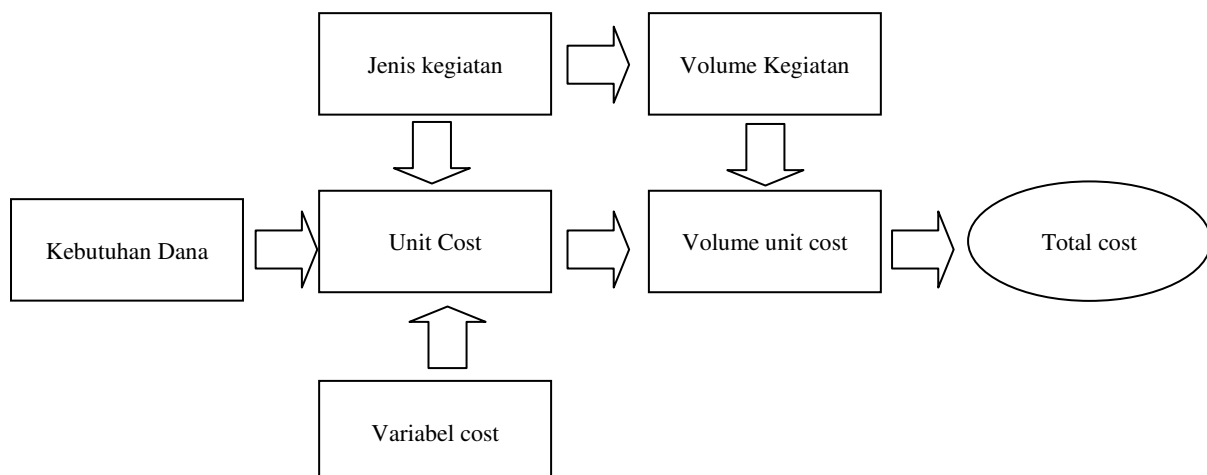 Jenis kegiatan
Volume Kegiatan
Kebutuhan Dana
Unit Cost
Volume unit cost
Total cost
Variabel cost